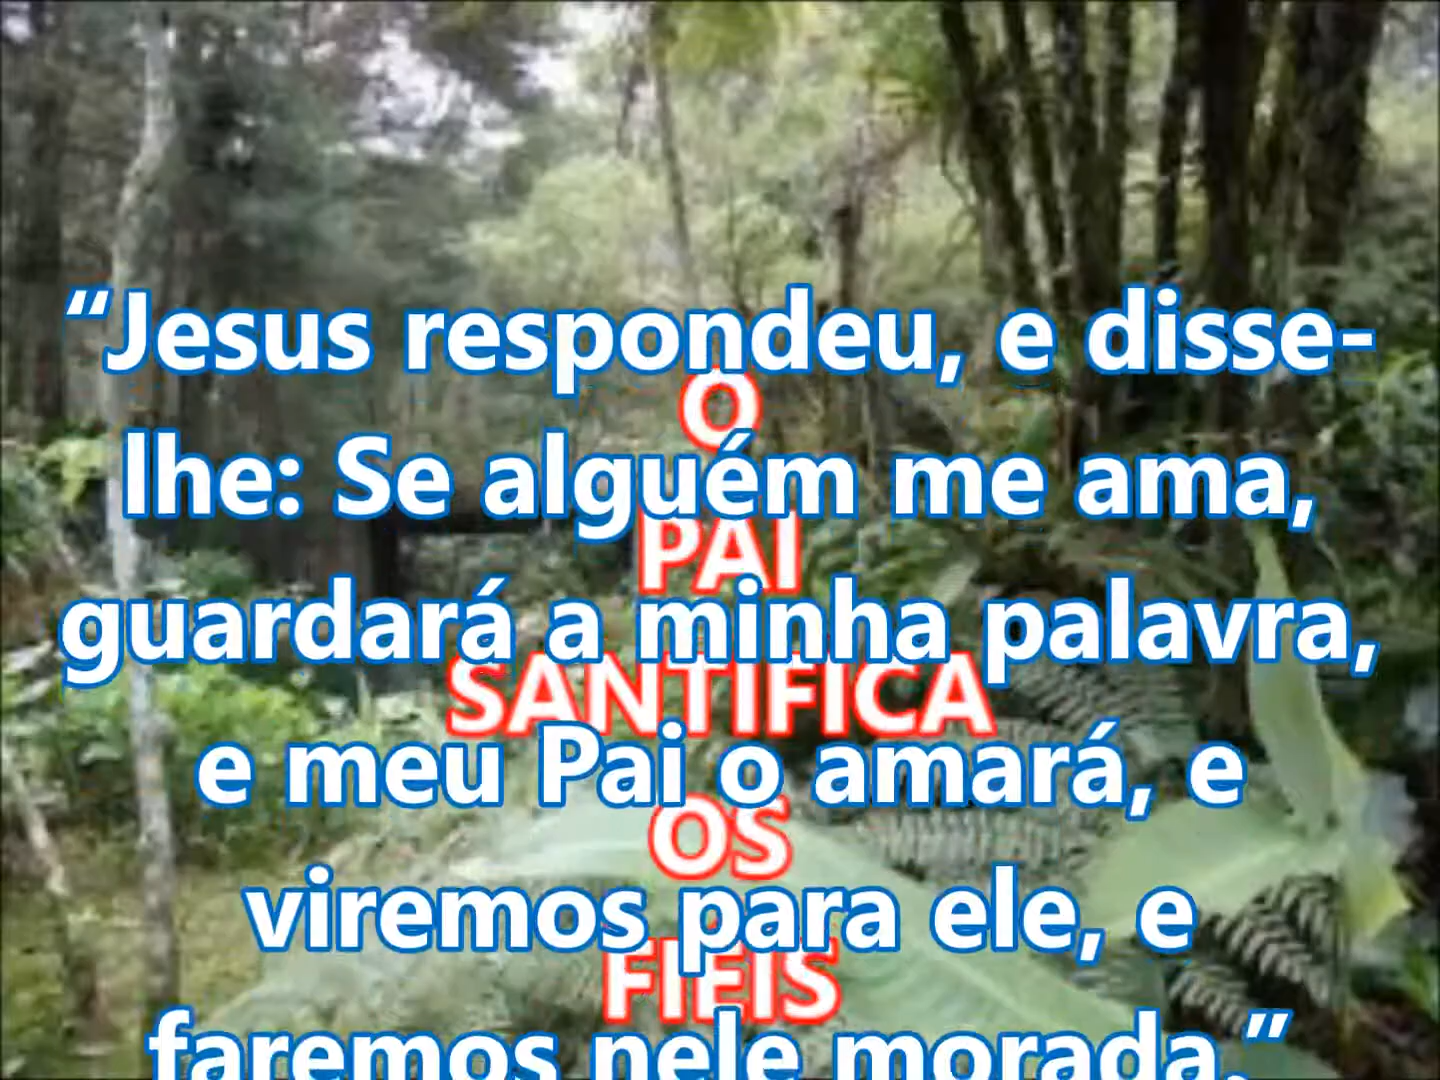 “Jesus respondeu, e disse-
O
lhe: Se alguém me ama,
PAI
guardará a minha palavra,
SANTIFICA
e meu Pai o amará, e
OS
viremos para ele, e
FIÉIS
faremos nele morada.”